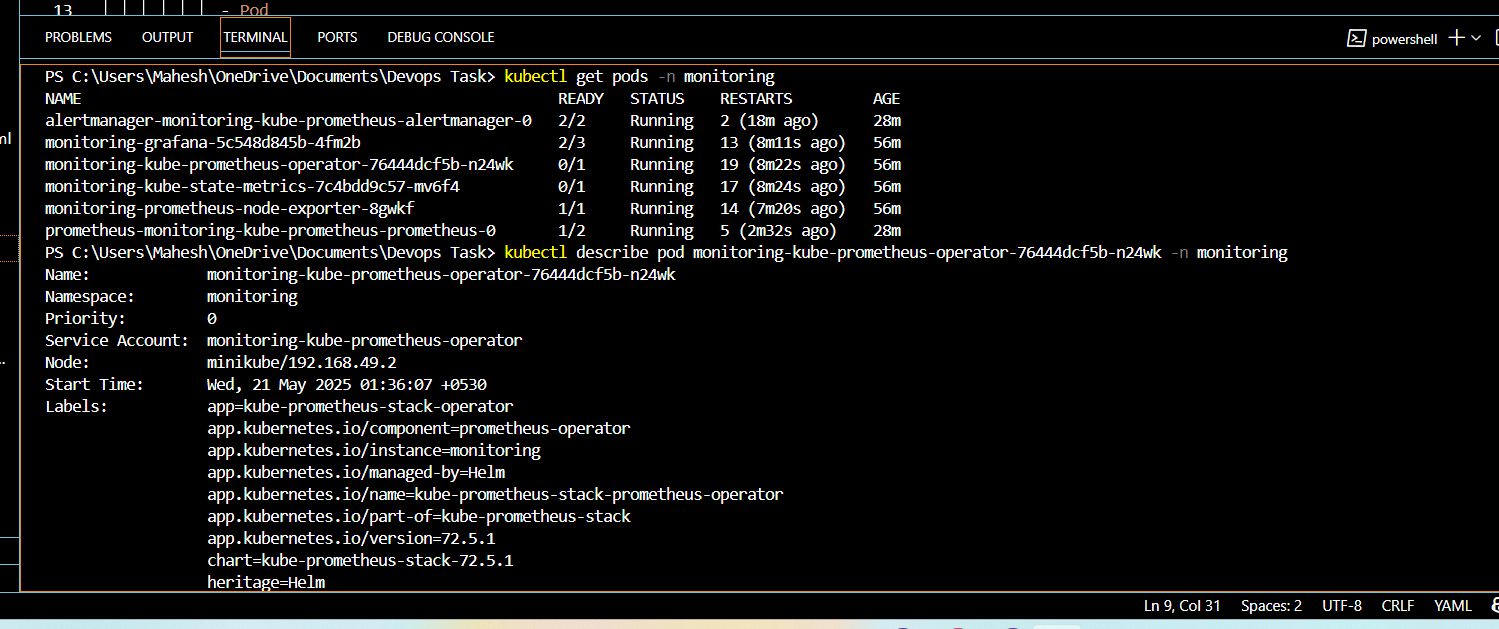 13 - Pod
PROBLEMS OUTPUT TERMINAL PORTS DEBUG CONSOLE powershell
PS C:\Users\Mahesh\OneDrive\Documents\Devops Task> kubectl get pods -n monitoring
NAME READY STATUS RESTARTS AGE
alertmanager-monitoring-kube-prometheus-alertmanager-0 2/2 Running 2 (18m ago) 28m
monitoring-grafana-5c548d845b-4fm2b 2/3 Running 13 (8m11s ago) 56m
monitoring-kube-prometheus-operator-76444dcf5b-n24wk 0/1 Running 19 (8m22s ago) 56m
monitoring-kube-state-metrics-7c4bdd9c57-mv6f4 0/1 Running 17 (8m24s ago) 56m
monitoring-prometheus-node-exporter-8gwkf 1/1 Running 14 (7m20s ago) 56m
prometheus-monitoring-kube-prometheus-prometheus-0 1/2 Running 5 (2m32s ago) 28m
PS C:\Users\Mahesh\OneDrive\Documents\Devops Task> kubectl describe pod monitoring-kube-prometheus-operator-76444dcf5b-n24wk -n monitoring
Name: monitoring-kube-prometheus-operator-76444dcf5b-n24wk
Namespace: monitoring
Priority: 0
Service Account: monitoring-kube-prometheus-operator
Node: minikube/192.168.49.2
Start Time: Wed, 21 May 2025 01:36:07 +0530
Labels: app=kube-prometheus-stack-operator
app.kubernetes.io/component=prometheus-operator
app.kubernetes.io/instance=monitoring
app.kubernetes.io/managed-by=Helm
app.kubernetes.io/name=kube-prometheus-stack-prometheus-operator
app.kubernetes.io/part-of=kube-prometheus-stack
app.kubernetes.io/version=72.5.1
chart=kube-prometheus-stack-72.5.1
heritage=Helm
Ln 9, Col 31 Spaces: 2 UTF-8 CRLF YAML